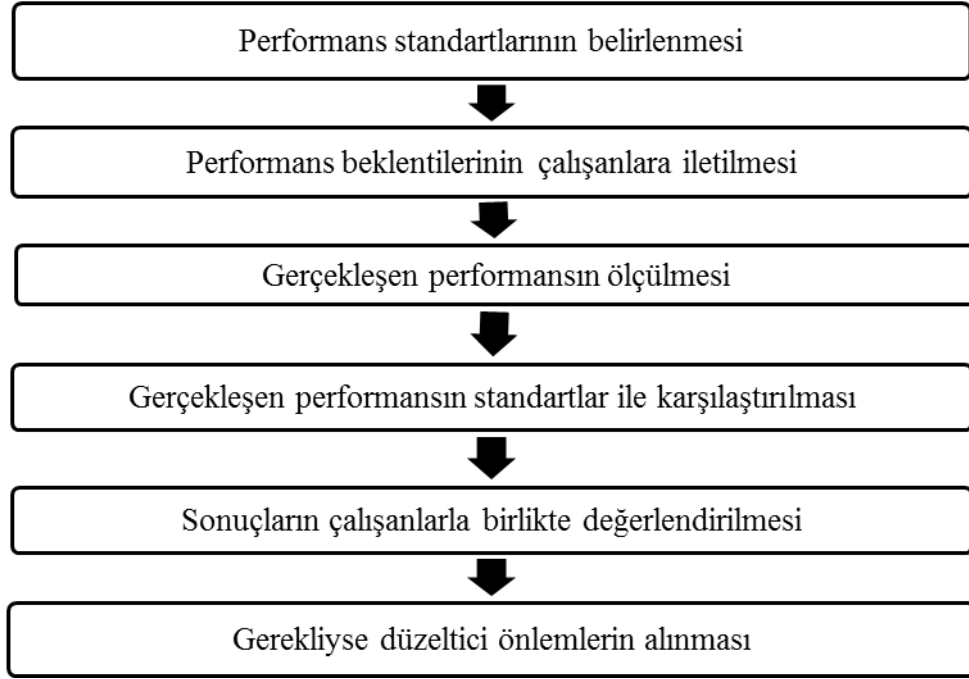 Performans standartlarının belirlenmesi
Performans beklentilerinin çalışanlara iletilmesi
Gerçekleşen performansın ölçülmesi
Gerçekleşen performansın standartlar ile karşılaştırılması
Sonuçların çalışanlarla birlikte değerlendirilmesi
Gerekliyse düzeltici önlemlerin alınması